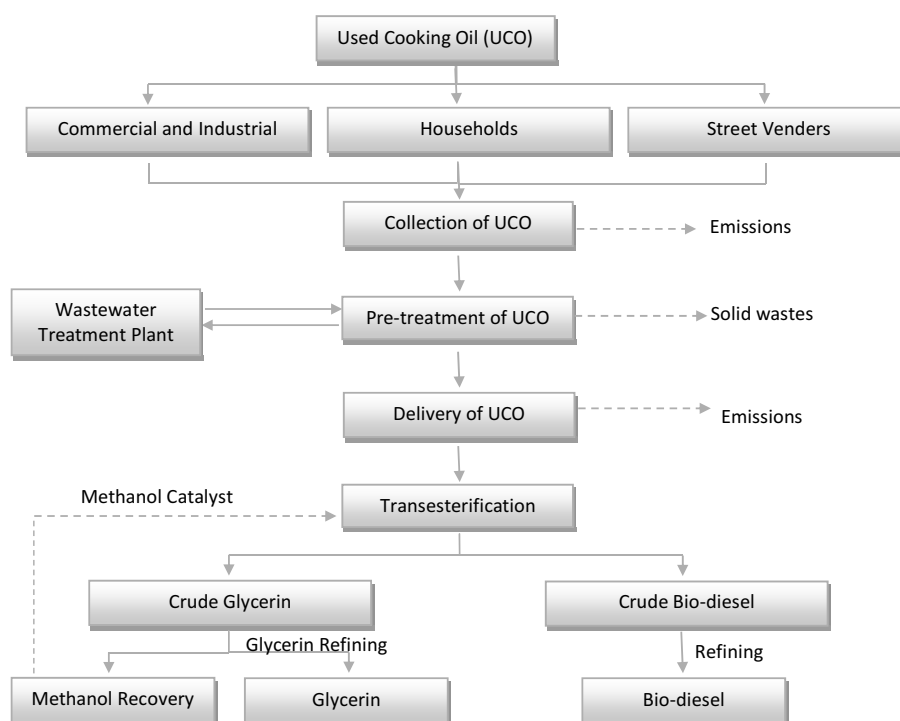 Used Cooking Oil (UCO)
Commercial and Industrial
Households
Street Venders
Collection of UCO
Emissions
Wastewater
Treatment Plant
Pre-treatment of UCO
Solid wastes
Delivery of UCO
Emissions
Methanol Catalyst
Transesterification
Crude Glycerin
Crude Bio-diesel
Glycerin Refining
Refining
Methanol Recovery
Glycerin
Bio-diesel